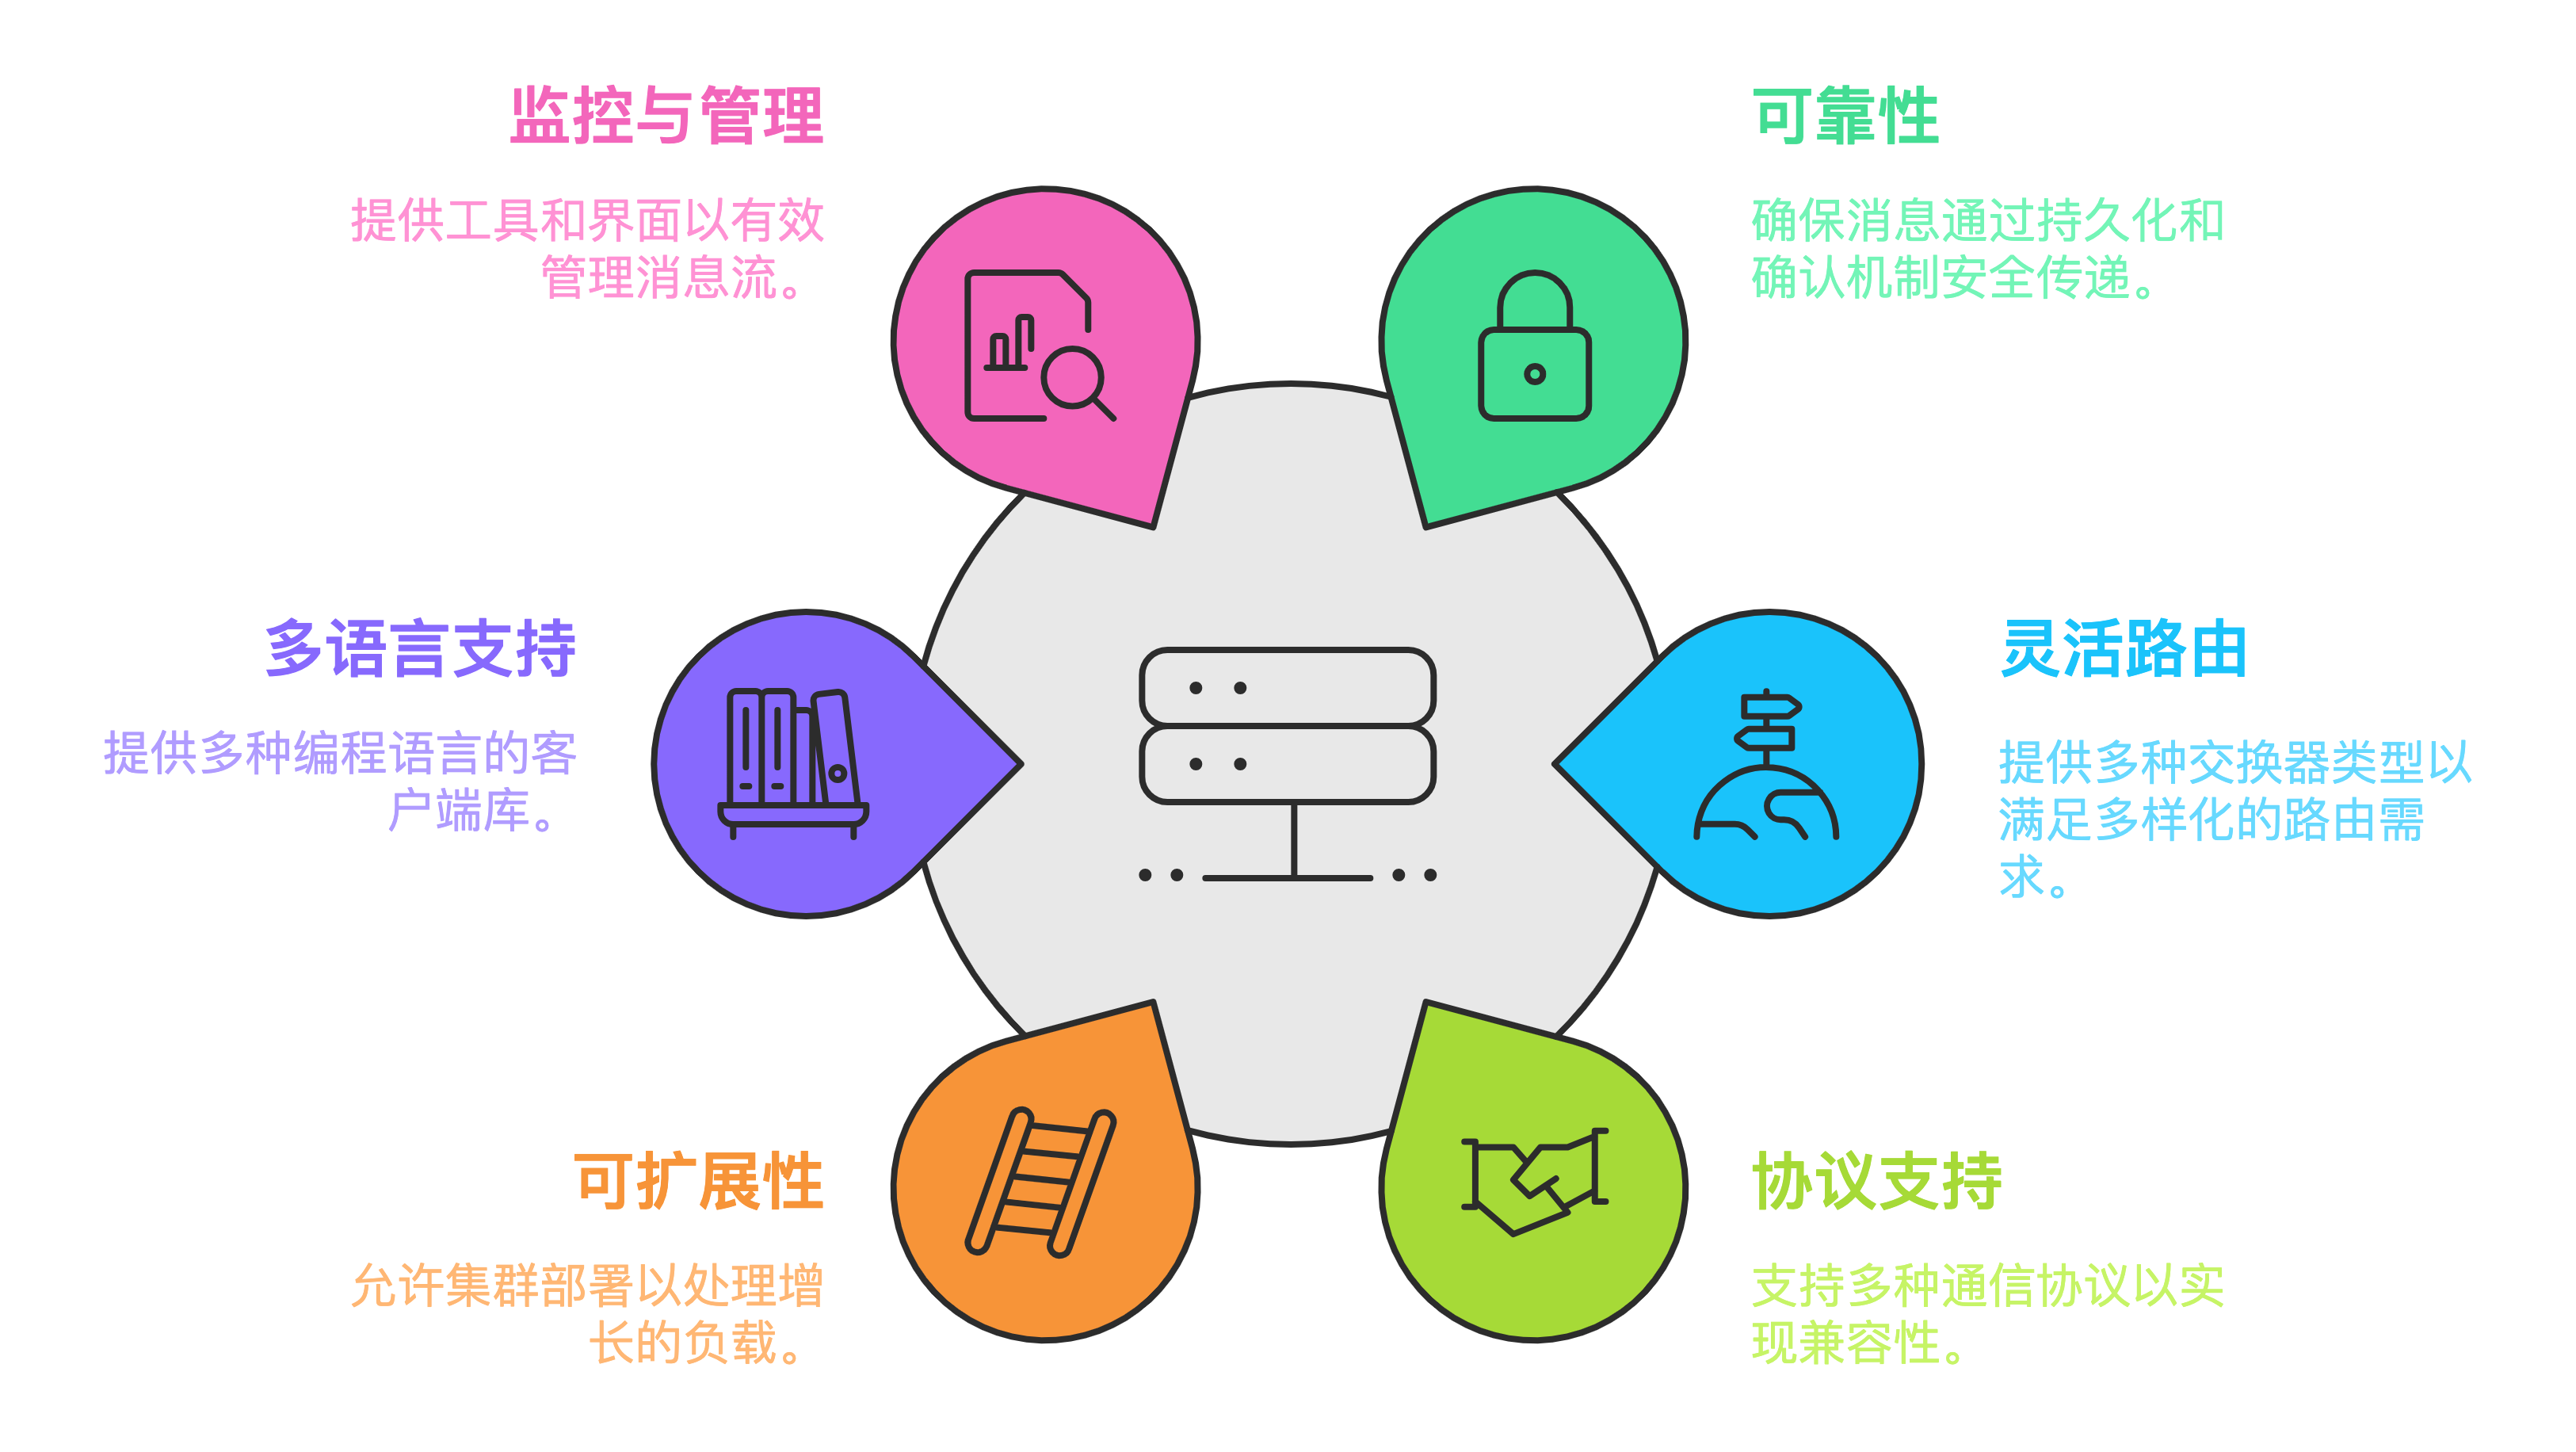 监控与管理
提供工具和界面以有效
管理消息流。
可靠性
确保消息通过持久化和
确认机制安全传递。
多语言支持
提供多种编程语言的客
户端库。
灵活路由
提供多种交换器类型以
满足多样化的路由需
求。
可扩展性
允许集群部署以处理增
长的负载。
协议支持
支持多种通信协议以实
现兼容性。